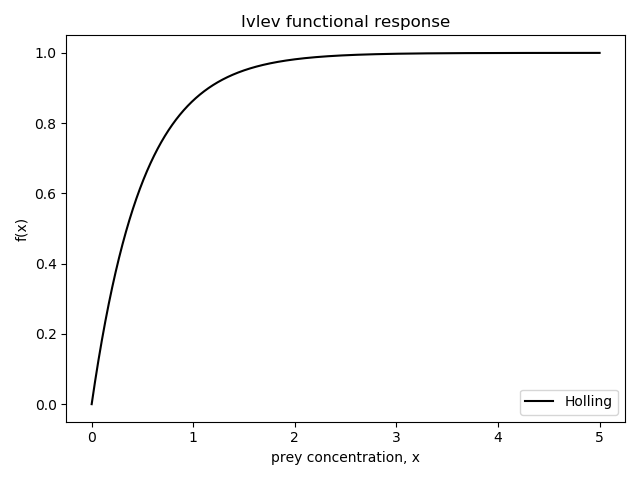 Ivlev functional response
1.0
0.8
0.6
0.4
0.2
0.0
f(x)
Holling
0 1 2 3 4 5
prey concentration, x